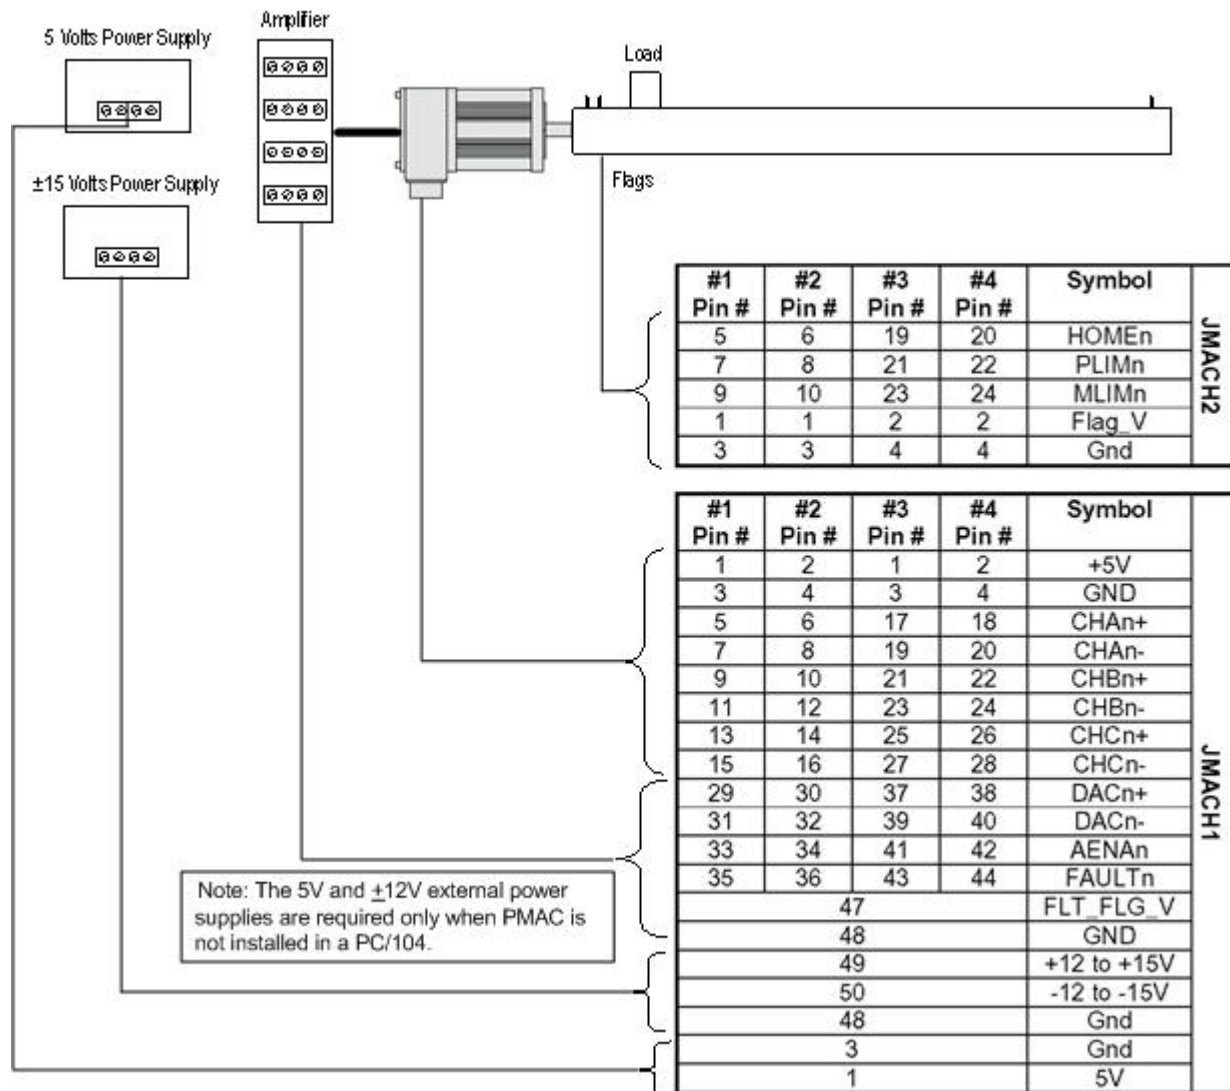 Amplifier
5 Volts Power Supply
Load
±15 Volts Power Supply
Flags
#1 Pin # #2 Pin # #3 Pin # #4 Pin # Symbol
5 6 19 20 HOMEn
7 8 21 22 PLIMn
9 10 23 24 MLIMn
1 1 2 2 Flag_V
3 3 4 4 Gnd
JMACH2
#1 Pin # #2 Pin # #3 Pin # #4 Pin # Symbol
1 2 1 2 +5V
3 4 3 4 GND
5 6 17 18 CHAn+
7 8 19 20 CHAn-
9 10 21 22 CHBn+
11 12 23 24 CHBn-
13 14 25 26 CHCn+
15 16 27 28 CHCn-
29 30 37 38 DACn+
31 32 39 40 DACn-
33 34 41 42 AENAn
35 36 43 44 FAULTn
47 FLT_FLG_V
48 GND
49 +12 to +15V
50 -12 to -15V
48 Gnd
3 Gnd
1 5V
JMACH1
Note: The 5V and ±12V external power
supplies are required only when PMAC is
not installed in a PC/104.